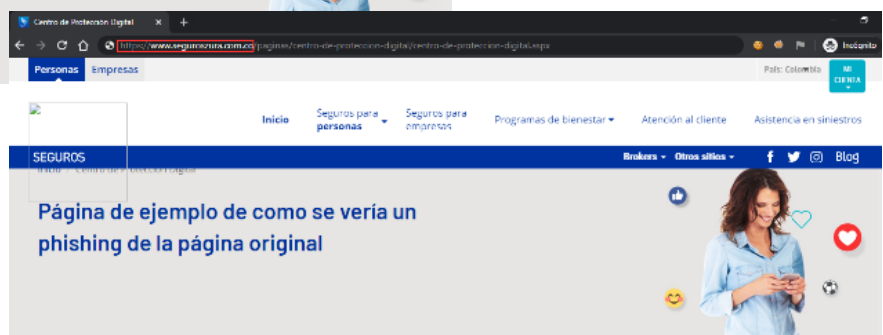 Centro de Protección Digital
https://www.seguroszura.com.co/paginas/centro-de-proteccion-digital/centro-de-proteccion-digital.aspx
Incógnito
Personas Empresas
País: Colombia
MI
CUENTA
Inicio
Seguros para
personas
Seguros para
empresas
Programas de bienestar
Atención al cliente
Asistencia en siniestros
SEGUROS
Brokers Otros sitios
Blog
Inicio Centro de Protección Digital
Página de ejemplo de como se vería un
phishing de la página original